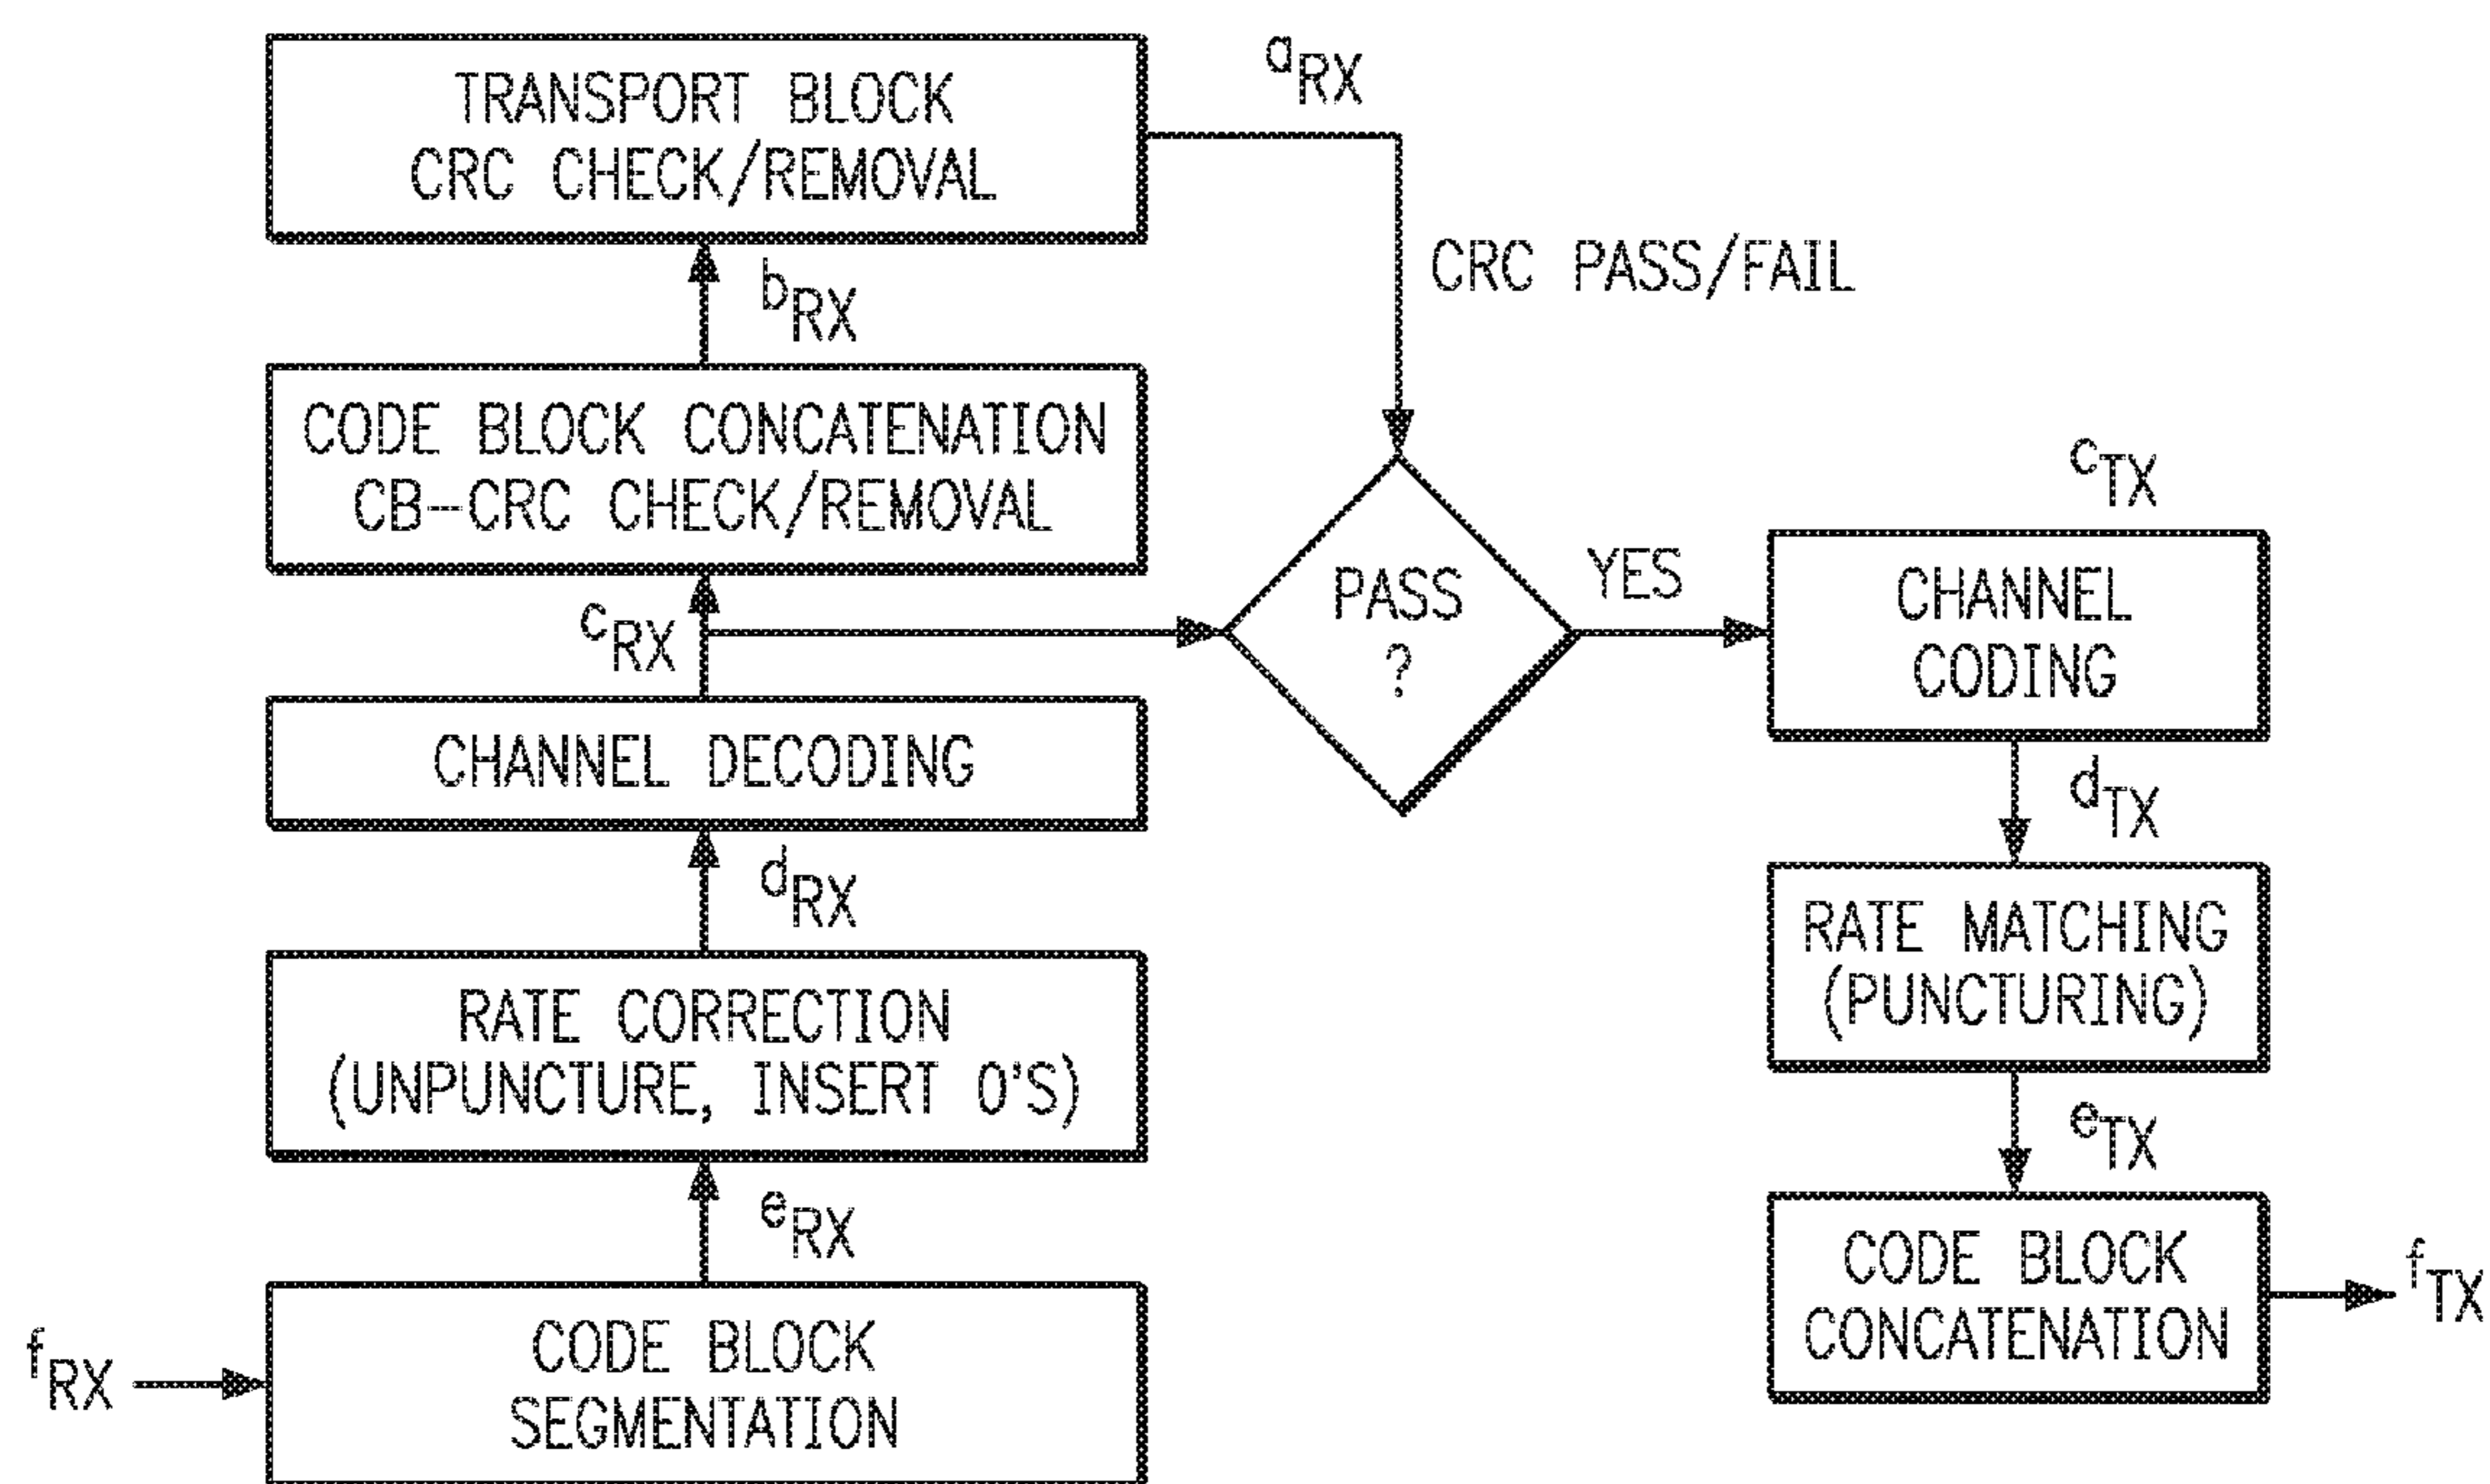 TRANSPORT BLOCK
CRC CHECK/REMOVAL
aRX
CRC PASS/FAIL
bRX
CODE BLOCK CONCATENATION
CB-CRC CHECK/REMOVAL
cRX
PASS
?
YES
cTX
CHANNEL
CODING
CHANNEL DECODING
dTX
dRX
RATE MATCHING
(PUNCTURING)
RATE CORRECTION
(UNPUNCTURE, INSERT 0'S)
eTX
eRX
CODE BLOCK
CONCATENATION
fTX
fRX
CODE BLOCK
SEGMENTATION